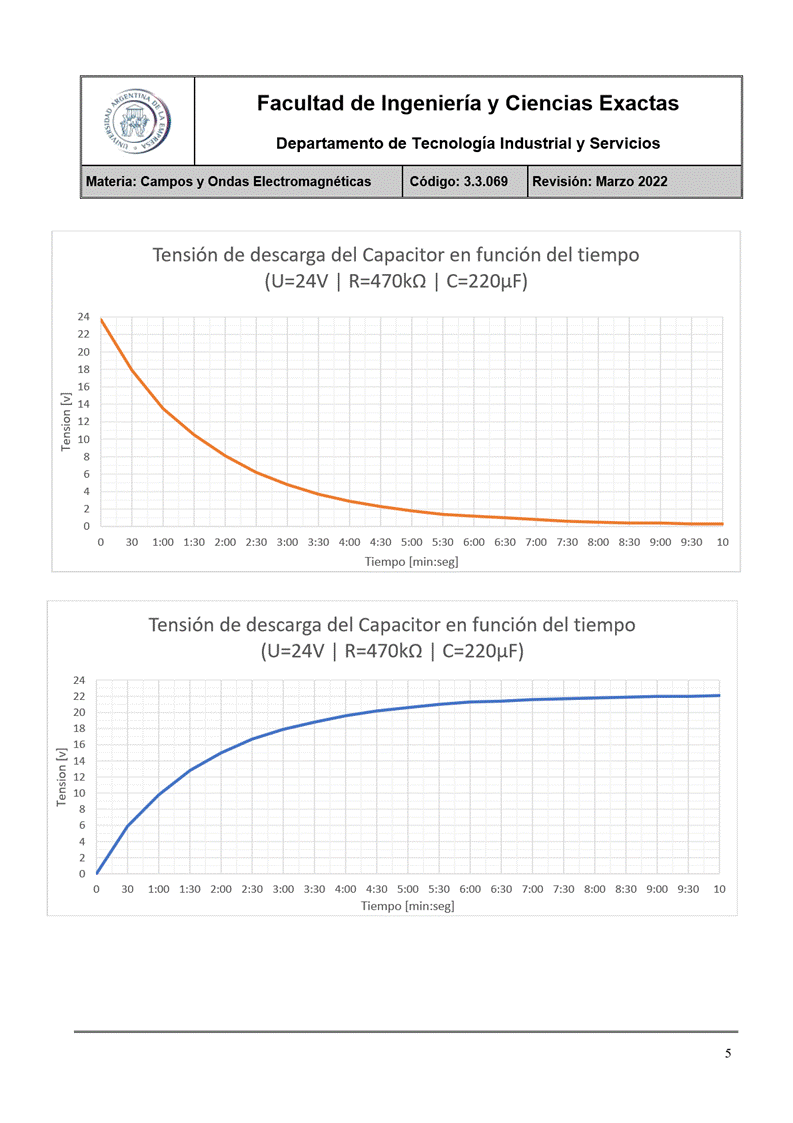 UNIVERSIDAD ARGENTINA DE LA EMPRESA
Facultad de Ingeniería y Ciencias Exactas
Departamento de Tecnología Industrial y Servicios
Materia: Campos y Ondas Electromagnéticas Código: 3.3.069 Revisión: Marzo 2022
Tensión de descarga del Capacitor en función del tiempo
(U=24V | R=470kΩ | C=220µF)
24
22
20
18
16
14
12
10
8
6
4
2
0
Tension [v]
0 30 1:00 1:30 2:00 2:30 3:00 3:30 4:00 4:30 5:00 5:30 6:00 6:30 7:00 7:30 8:00 8:30 9:00 9:30 10
Tiempo [min:seg]
Tensión de descarga del Capacitor en función del tiempo
(U=24V | R=470kΩ | C=220µF)
24
22
20
18
16
14
12
10
8
6
4
2
0
Tension [v]
0 30 1:00 1:30 2:00 2:30 3:00 3:30 4:00 4:30 5:00 5:30 6:00 6:30 7:00 7:30 8:00 8:30 9:00 9:30 10
Tiempo [min:seg]
5